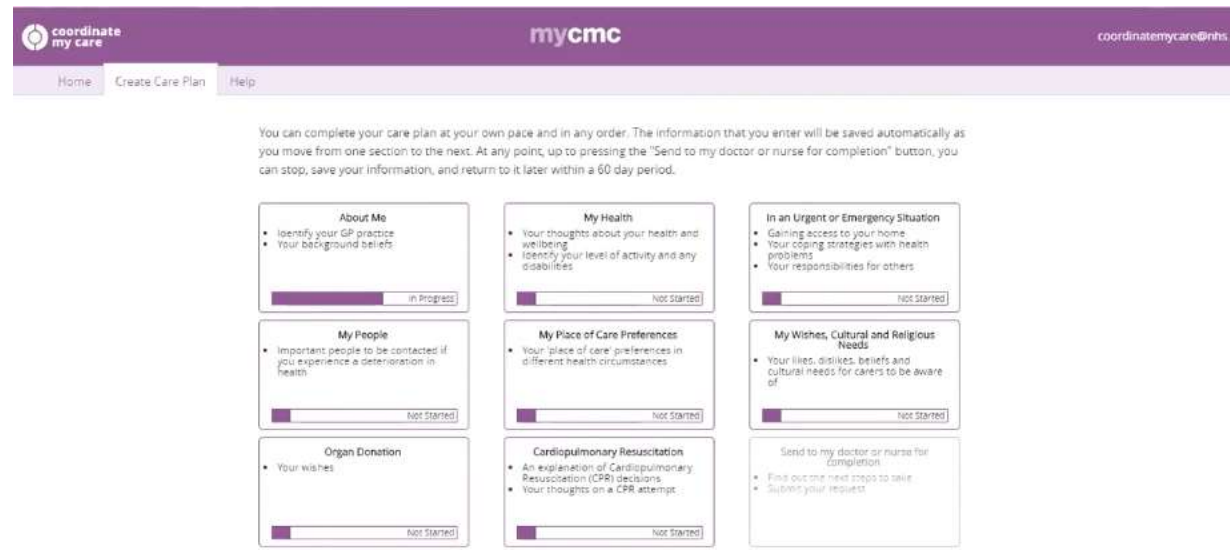 coordinate
my care
mycmc
coordinatemycare@nhs
Home Create Care Plan Help
You can complete your care plan at your own pace and in any order. The information that you enter will be saved automatically as
you move from one section to the next. At any point, up to pressing the "Send to my doctor or nurse for completion" button, you
can stop, save your information, and return to it later within a 60 day period.
About Me
• Identify your GP practice
• Your background beliefs
In Progress
My Health
• Your thoughts about your health and
wellbeing
• Identify your level of activity and any
disabilities
Not Started
In an Urgent or Emergency Situation
• Gaining access to your home
• Your coping strategies with health
problems
• Your responsibilities for others
Not Started
My People
• Important people to be contacted if
you experience a deterioration in
health
Not Started
My Place of Care Preferences
• Your 'place of care' preferences in
different health circumstances
Not Started
My Wishes, Cultural and Religious
Needs
• Your likes, dislikes, beliefs and
cultural needs for carers to be aware
of
Not Started
Organ Donation
• Your wishes
Not Started
Cardiopulmonary Resuscitation
• An explanation of Cardiopulmonary
Resuscitation (CPR) decisions
• Your thoughts on a CPR attempt
Not Started
Send to my doctor or nurse for
completion
• Find out the next steps to take
• Submit your request